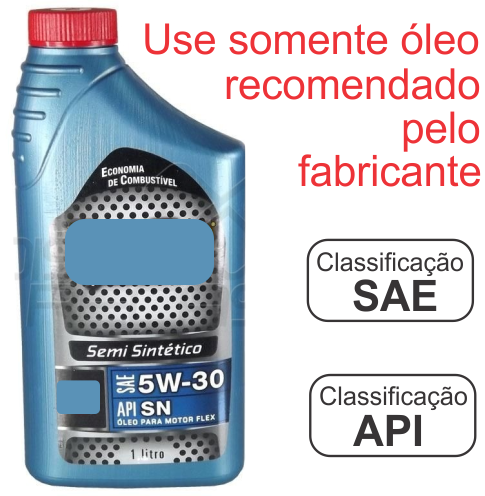 Use somente óleo
recomendado
pelo
fabricante
ECONOMIA
DE COMBUSTÍVEL
Semi Sintético
SAE 5W-30
API SN
ÓLEO PARA MOTOR FLEX
1 litro
Classificação
SAE
Classificação
API